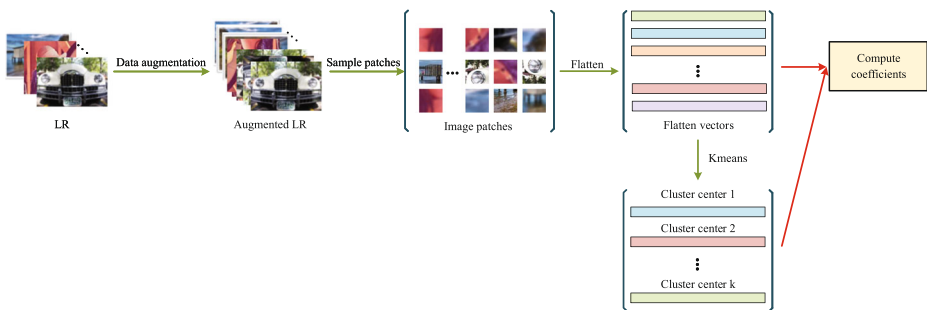 LR
Data augmentation
Augmented LR
Sample patches
Image patches
Flatten
Flatten vectors
Kmeans
Cluster center 1
Cluster center 2
Cluster center k
Compute
coefficients